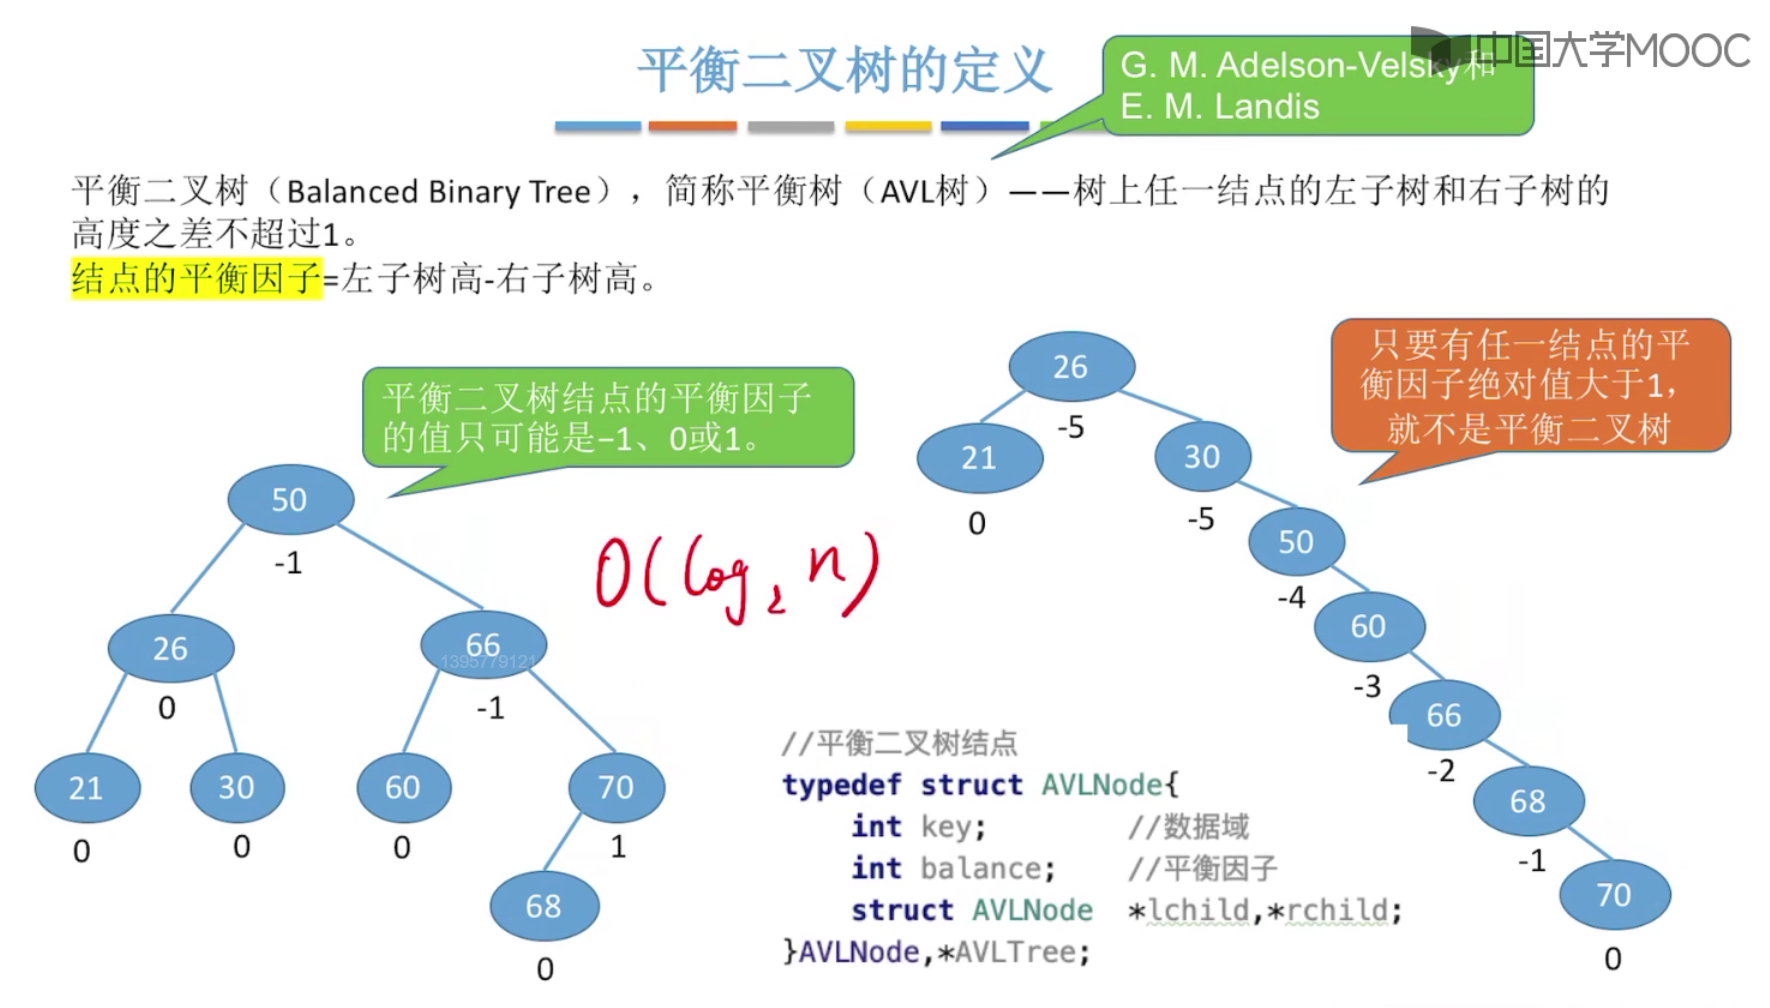 平衡二叉树的定义
G. M. Adelson-Velsky和
E. M. Landis
中国大学MOOC
平衡二叉树（Balanced Binary Tree），简称平衡树（AVL树）——树上任一结点的左子树和右子树的
高度之差不超过1。
结点的平衡因子=左子树高-右子树高。
平衡二叉树结点的平衡因子
的值只可能是−1、0或1。
只要有任一结点的平
衡因子绝对值大于1，
就不是平衡二叉树
50
-1
26
0
66
1395779121
-1
21
0
30
0
60
0
70
1
68
0
O(log₂n)
26
-5
21
0
30
-5
50
-4
60
-3
66
-2
68
-1
70
0
//平衡二叉树结点
typedef struct AVLNode{
int key; //数据域
int balance; //平衡因子
struct AVLNode *lchild,*rchild;
}AVLNode,*AVLTree;